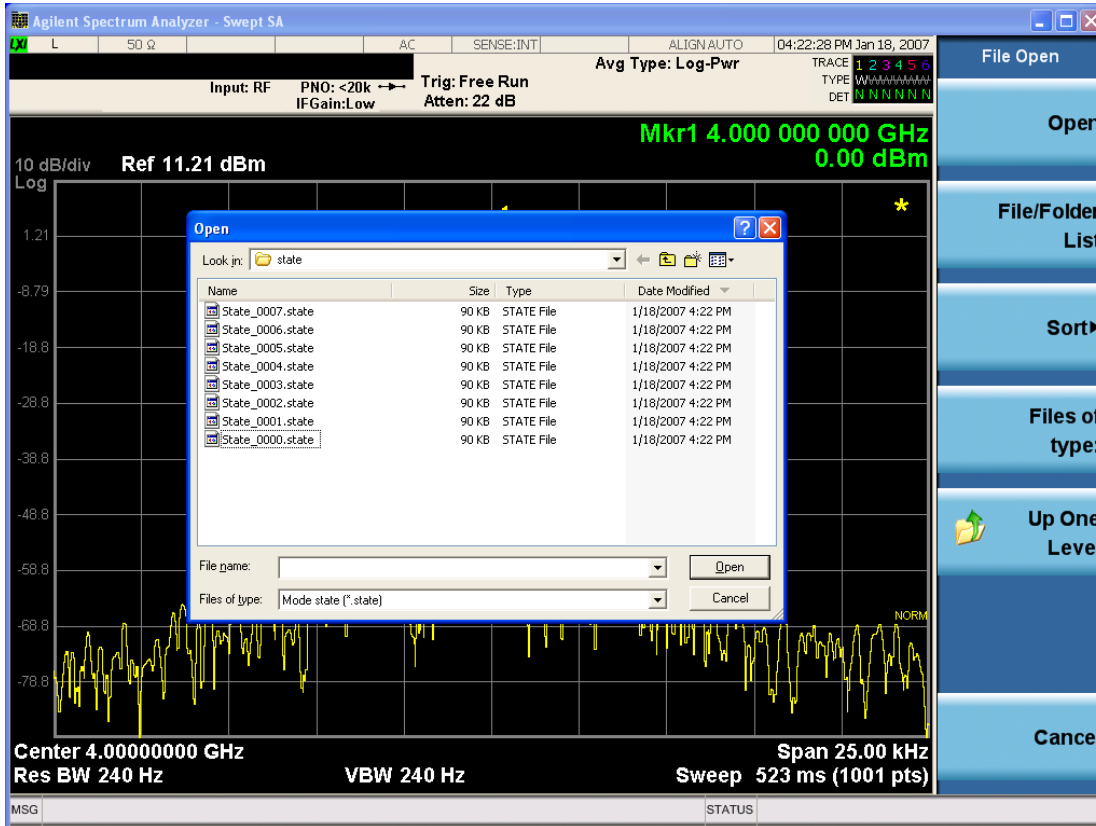 Agilent Spectrum Analyzer - Swept SA
LXI L 50 Ω AC SENSE:INT ALIGN AUTO 04:22:28 PM Jan 18, 2007
Input: RF PNO: <20k IFGain:Low
Trig: Free Run
Atten: 22 dB
Avg Type: Log-Pwr
TRACE 1 2 3 4 5 6
TYPE WWWWWW
DET N N N N N N
Mkr1 4.000 000 000 GHz
0.00 dBm
10 dB/div Ref 11.21 dBm
Log
1.21
-8.79
-18.8
-28.8
-38.8
-48.8
-58.8
-68.8
-78.8
NORM
Open
Look in: state
Name Size Type Date Modified
State_0007.state 90 KB STATE File 1/18/2007 4:22 PM
State_0006.state 90 KB STATE File 1/18/2007 4:22 PM
State_0005.state 90 KB STATE File 1/18/2007 4:22 PM
State_0004.state 90 KB STATE File 1/18/2007 4:22 PM
State_0003.state 90 KB STATE File 1/18/2007 4:22 PM
State_0002.state 90 KB STATE File 1/18/2007 4:22 PM
State_0001.state 90 KB STATE File 1/18/2007 4:22 PM
State_0000.state 90 KB STATE File 1/18/2007 4:22 PM
File name: Open
Files of type: Mode state (*.state) Cancel
Center 4.00000000 GHz Span 25.00 kHz
Res BW 240 Hz VBW 240 Hz Sweep 523 ms (1001 pts)
MSG STATUS
File Open
Open
File/Folder
List
Sort
Files of
type:
Up One
Leve
Cance